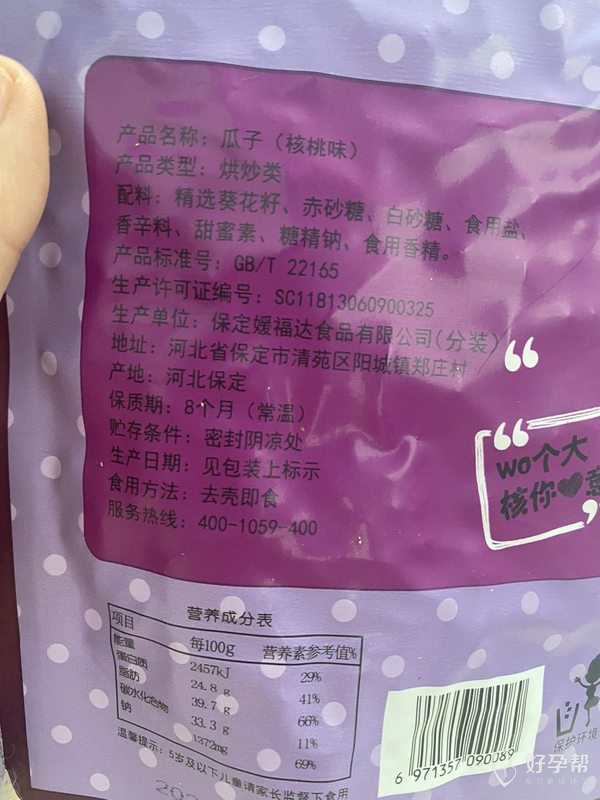 产品名称：瓜子（核桃味）
产品类型：烘炒类
配料：精选葵花籽、赤砂糖、白砂糖、食用盐、
香辛料、甜蜜素、糖精钠、食用香精。
产品标准号：GB/T 22165
生产许可证编号：SC11813060900325
生产单位：保定媛福达食品有限公司(分装)
地址：河北省保定市清苑区阳城镇郑庄村
产地：河北保定
保质期：8个月（常温）
贮存条件：密封阴凉处
生产日期：见包装上标示
食用方法：去壳即食
服务热线：400-1059-400
wo个大
核你❤意
营养成分表
项目 每100g 营养素参考值%
能量 2457kJ 29%
蛋白质 24.8 g 41%
脂肪 39.7 g 66%
碳水化合物 33.3 g 11%
钠 1372mg 69%
温馨提示：5岁及以下儿童请家长监督下食用
6 971357 090089
保护环境
好孕帮